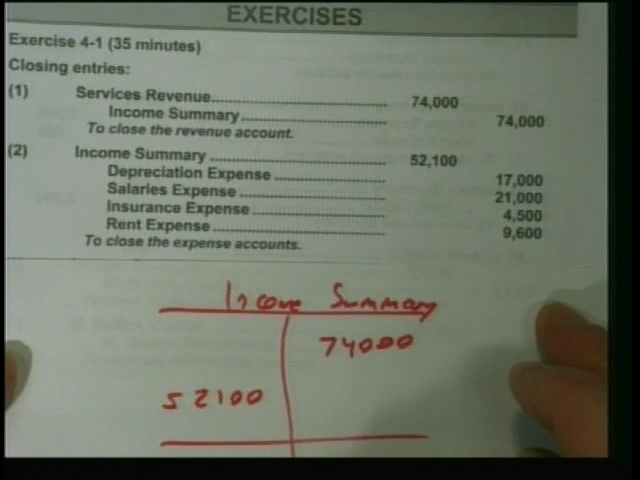 EXERCISES
Exercise 4-1 (35 minutes)
Closing entries:
(1) Services Revenue.................................................. 74,000
Income Summary.......................................... 74,000
To close the revenue account.
(2) Income Summary .................................................. 52,100
Depreciation Expense .................................. 17,000
Salaries Expense .......................................... 21,000
Insurance Expense ........................................ 4,500
Rent Expense ................................................ 9,600
To close the expense accounts.
Income Summary
74000
52100